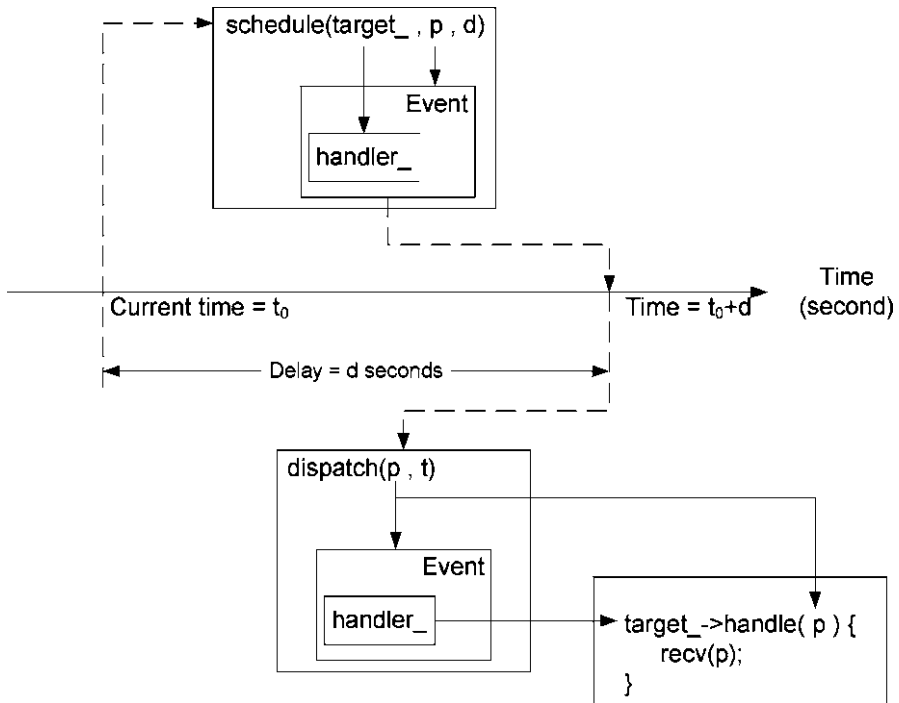 schedule(target_ , p , d)
Event
handler_
Time
(second)
Current time = t₀
Time = t₀+d
Delay = d seconds
dispatch(p , t)
Event
handler_
target_->handle( p ) {
recv(p);
}